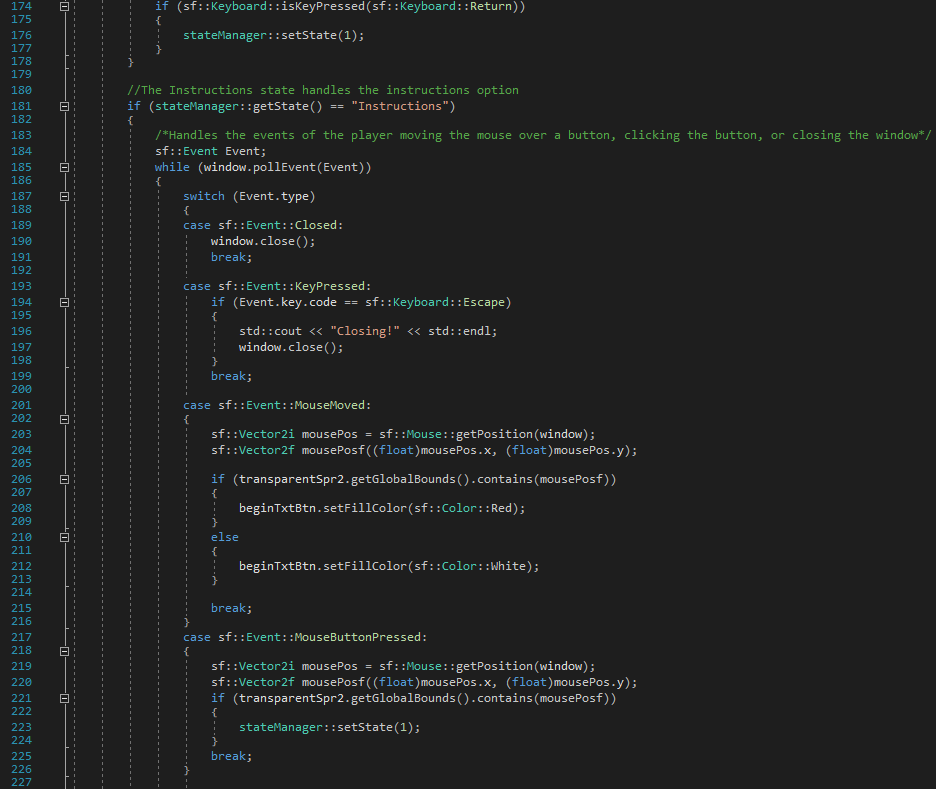 174 if (sf::Keyboard::isKeyPressed(sf::Keyboard::Return))
175 {
176 stateManager::setState(1);
177 }
178 }
179
180 //The Instructions state handles the instructions option
181 if (stateManager::getState() == "Instructions")
182 {
183 /*Handles the events of the player moving the mouse over a button, clicking the button, or closing the window*/
184 sf::Event Event;
185 while (window.pollEvent(Event))
186 {
187 switch (Event.type)
188 {
189 case sf::Event::Closed:
190 window.close();
191 break;
192
193 case sf::Event::KeyPressed:
194 if (Event.key.code == sf::Keyboard::Escape)
195 {
196 std::cout << "Closing!" << std::endl;
197 window.close();
198 }
199 break;
200
201 case sf::Event::MouseMoved:
202 {
203 sf::Vector2i mousePos = sf::Mouse::getPosition(window);
204 sf::Vector2f mousePosf((float)mousePos.x, (float)mousePos.y);
205
206 if (transparentSpr2.getGlobalBounds().contains(mousePosf))
207 {
208 beginTxtBtn.setFillColor(sf::Color::Red);
209 }
210 else
211 {
212 beginTxtBtn.setFillColor(sf::Color::White);
213 }
214
215 break;
216 }
217 case sf::Event::MouseButtonPressed:
218 {
219 sf::Vector2i mousePos = sf::Mouse::getPosition(window);
220 sf::Vector2f mousePosf((float)mousePos.x, (float)mousePos.y);
221 if (transparentSpr2.getGlobalBounds().contains(mousePosf))
222 {
223 stateManager::setState(1);
224 }
225 break;
226 }
227